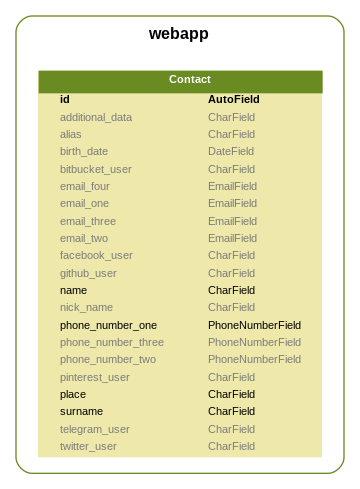 webapp
Contact
id AutoField
additional_data CharField
alias CharField
birth_date DateField
bitbucket_user CharField
email_four EmailField
email_one EmailField
email_three EmailField
email_two EmailField
facebook_user CharField
github_user CharField
name CharField
nick_name CharField
phone_number_one PhoneNumberField
phone_number_three PhoneNumberField
phone_number_two PhoneNumberField
pinterest_user CharField
place CharField
surname CharField
telegram_user CharField
twitter_user CharField